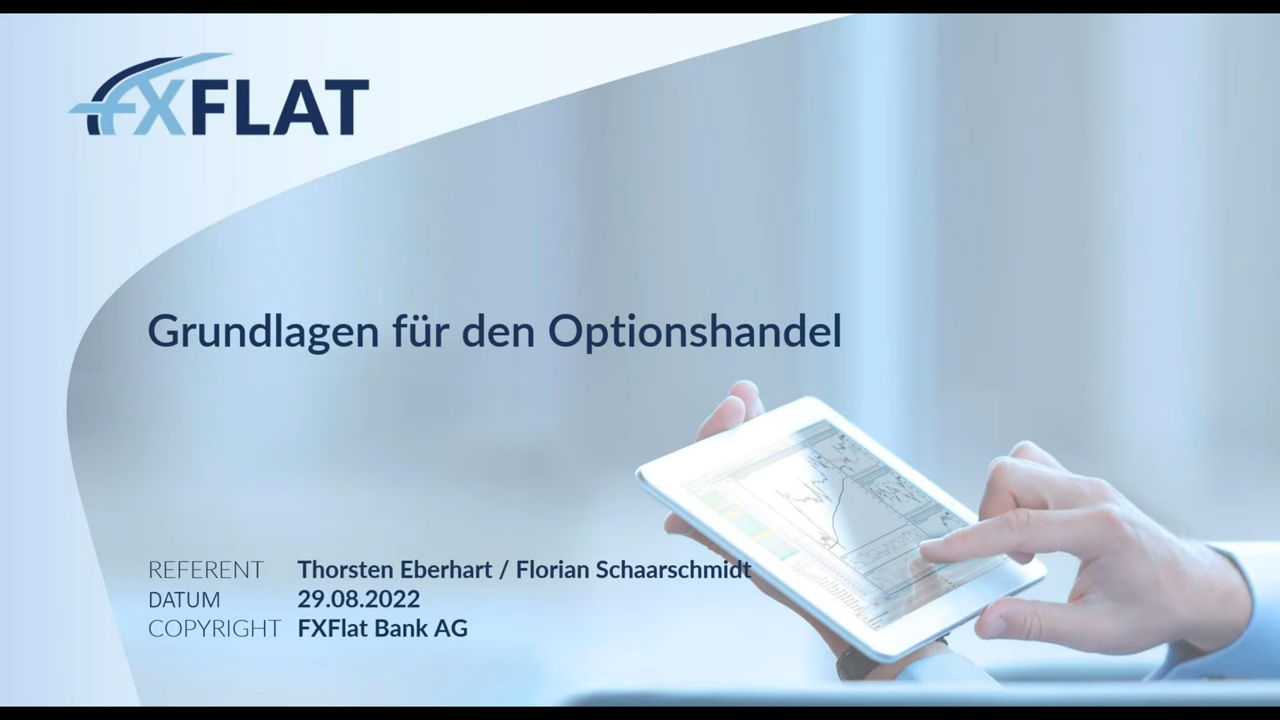 FXFLAT
Grundlagen für den Optionshandel
REFERENT Thorsten Eberhart / Florian Schaarschmidt
DATUM 29.08.2022
COPYRIGHT FXFlat Bank AG